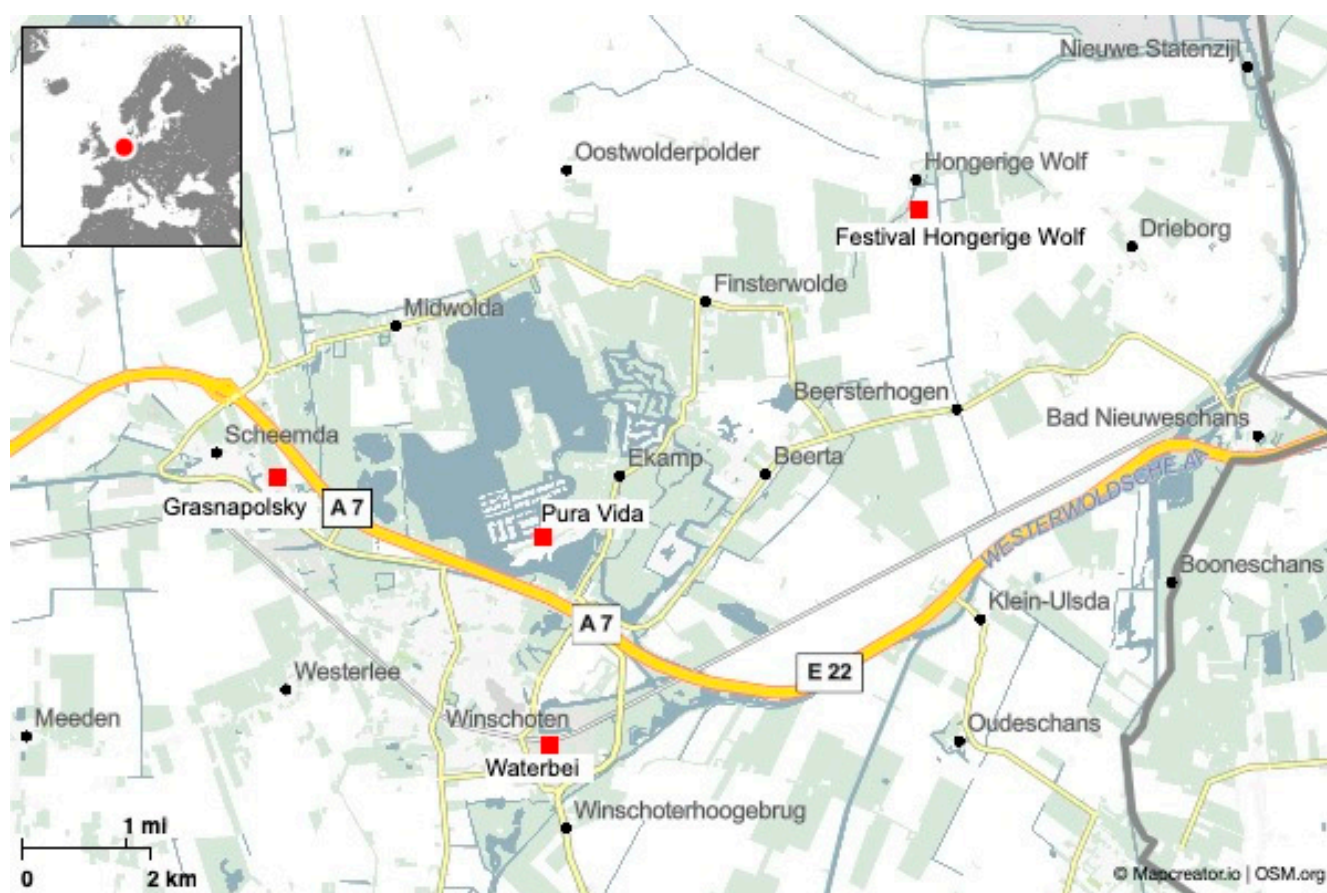 Nieuwe Statenzijl
Oostwolderpolder
Hongerige Wolf
Festival Hongerige Wolf
Drieborg
Finsterwolde
Midwolda
Beersterhogen
Bad Nieuweschans
Scheemda
Grasnapolsky
A 7
Ekamp
Beerta
Pura Vida
WESTERWOLDSCHE A
Booneschans
Klein-Ulsda
A 7
E 22
Westerlee
Meeden
Winschoten
Waterbei
Oudeschans
Winschoterhoogebrug
1 mi
0
2 km
© Mapcreator.io | OSM.org